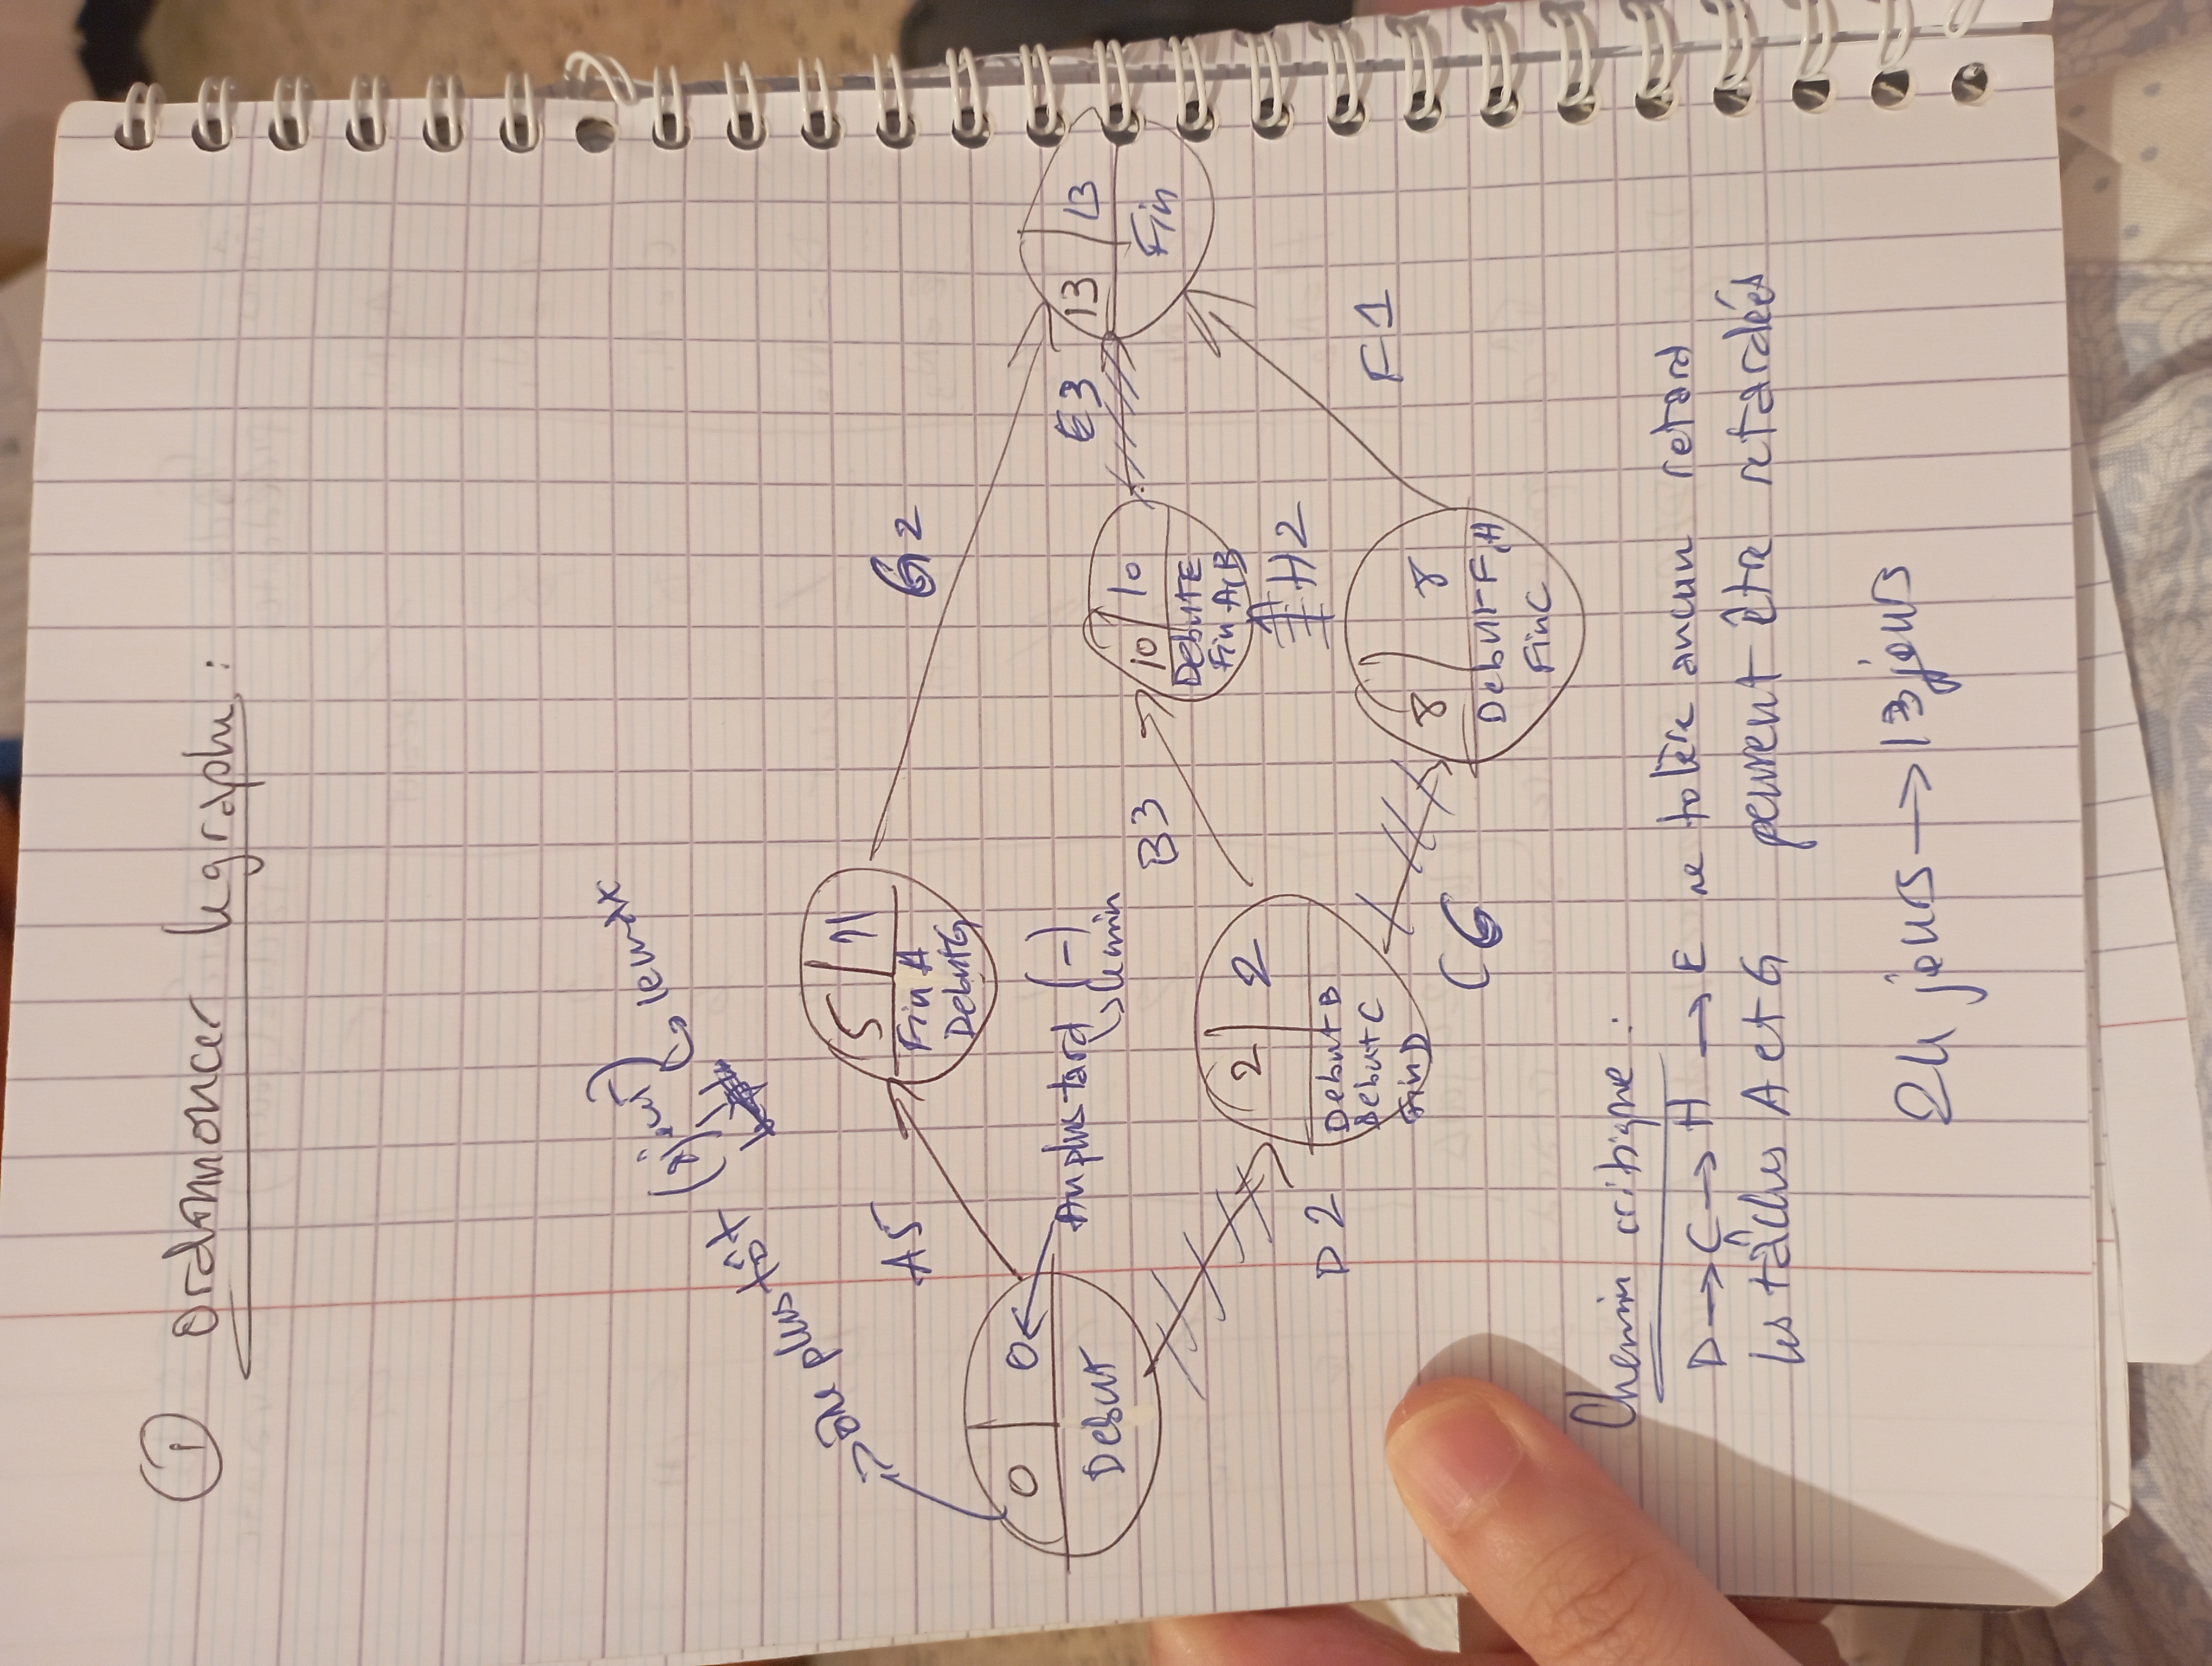 ① Ordonnoncer le graphe :
le plus tôt (ajout)
↳ le max
5 | 11
Fin A
Debut G
A5
G2
0 | 0
Debut
Au plus tard (-)
↳ le min
E3
13 | 13
Fin
B3
10 | 10
Debut E
Fin A, B
2 | 2
Debut B
Debut C
Fin D
D2
H2
F1
C6
8 | 8
Debut F, H
Fin C
Chemin critique :
D → C → H → E ne tolère aucun retard
les tâches A et G peuvent être retardées
24 jours → 13 jours